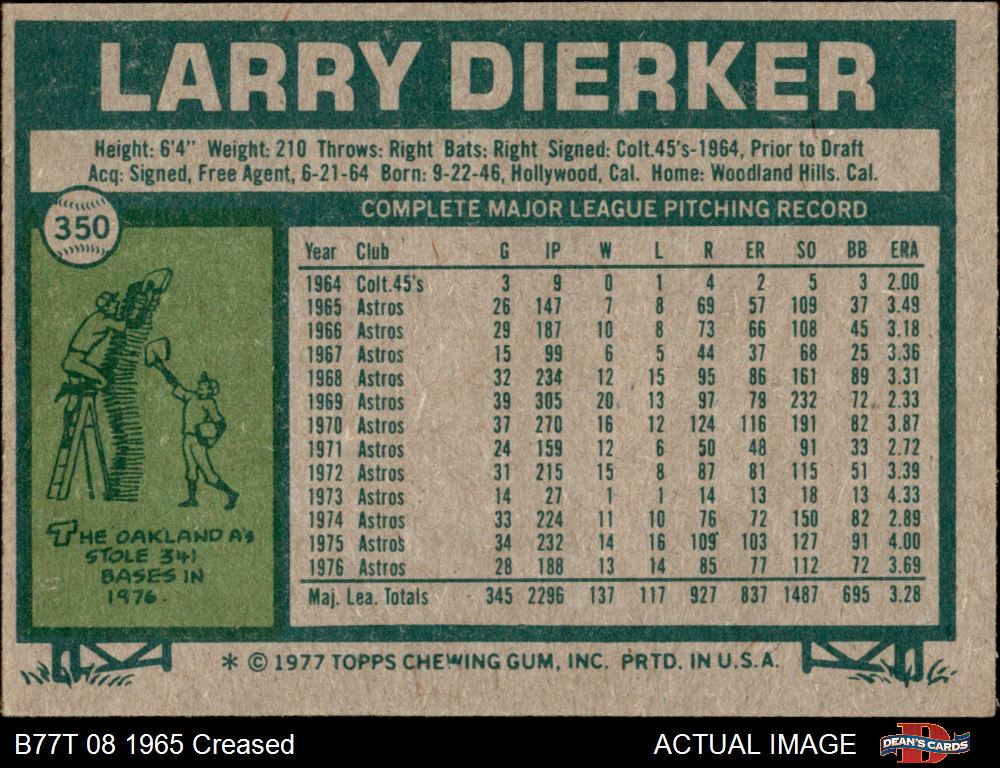 LARRY DIERKER
Height: 6'4" Weight: 210 Throws: Right Bats: Right Signed: Colt.45's-1964, Prior to Draft
Acq: Signed, Free Agent, 6-21-64 Born: 9-22-46, Hollywood, Cal. Home: Woodland Hills. Cal.
350
COMPLETE MAJOR LEAGUE PITCHING RECORD
Year Club G IP W L R ER SO BB ERA
1964 Colt.45's 3 9 0 1 4 2 5 3 2.00
1965 Astros 26 147 7 8 69 57 109 37 3.49
1966 Astros 29 187 10 8 73 66 108 45 3.18
1967 Astros 15 99 6 5 44 37 68 25 3.36
1968 Astros 32 234 12 15 95 86 161 89 3.31
1969 Astros 39 305 20 13 97 79 232 72 2.33
1970 Astros 37 270 16 12 124 116 191 82 3.87
1971 Astros 24 159 12 6 50 48 91 33 2.72
1972 Astros 31 215 15 8 87 81 115 51 3.39
1973 Astros 14 27 1 1 14 13 18 13 4.33
1974 Astros 33 224 11 10 76 72 150 82 2.89
1975 Astros 34 232 14 16 109 103 127 91 4.00
1976 Astros 28 188 13 14 85 77 112 72 3.69
Maj. Lea. Totals 345 2296 137 117 927 837 1487 695 3.28
THE OAKLAND A's
STOLE 341
BASES IN
1976.
* © 1977 TOPPS CHEWING GUM, INC. PRTD. IN U.S.A.
B77T 08 1965 Creased
ACTUAL IMAGE
DEAN'S CARDS